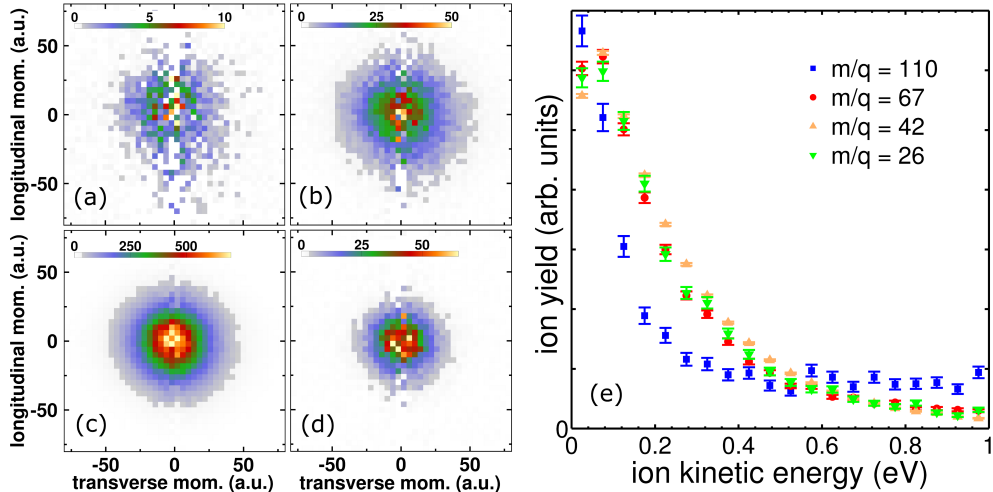 0 5 10
0 25 50
longitudinal mom. (a.u.)
50
0
-50
(a)
(b)
0 250 500
0 25 50
longitudinal mom. (a.u.)
50
0
-50
(c)
(d)
-50 0 50
-50 0 50
transverse mom. (a.u.)
transverse mom. (a.u.)
ion yield (arb. units)
m/q = 110
m/q = 67
m/q = 42
m/q = 26
(e)
0 0.2 0.4 0.6 0.8 1
ion kinetic energy (eV)